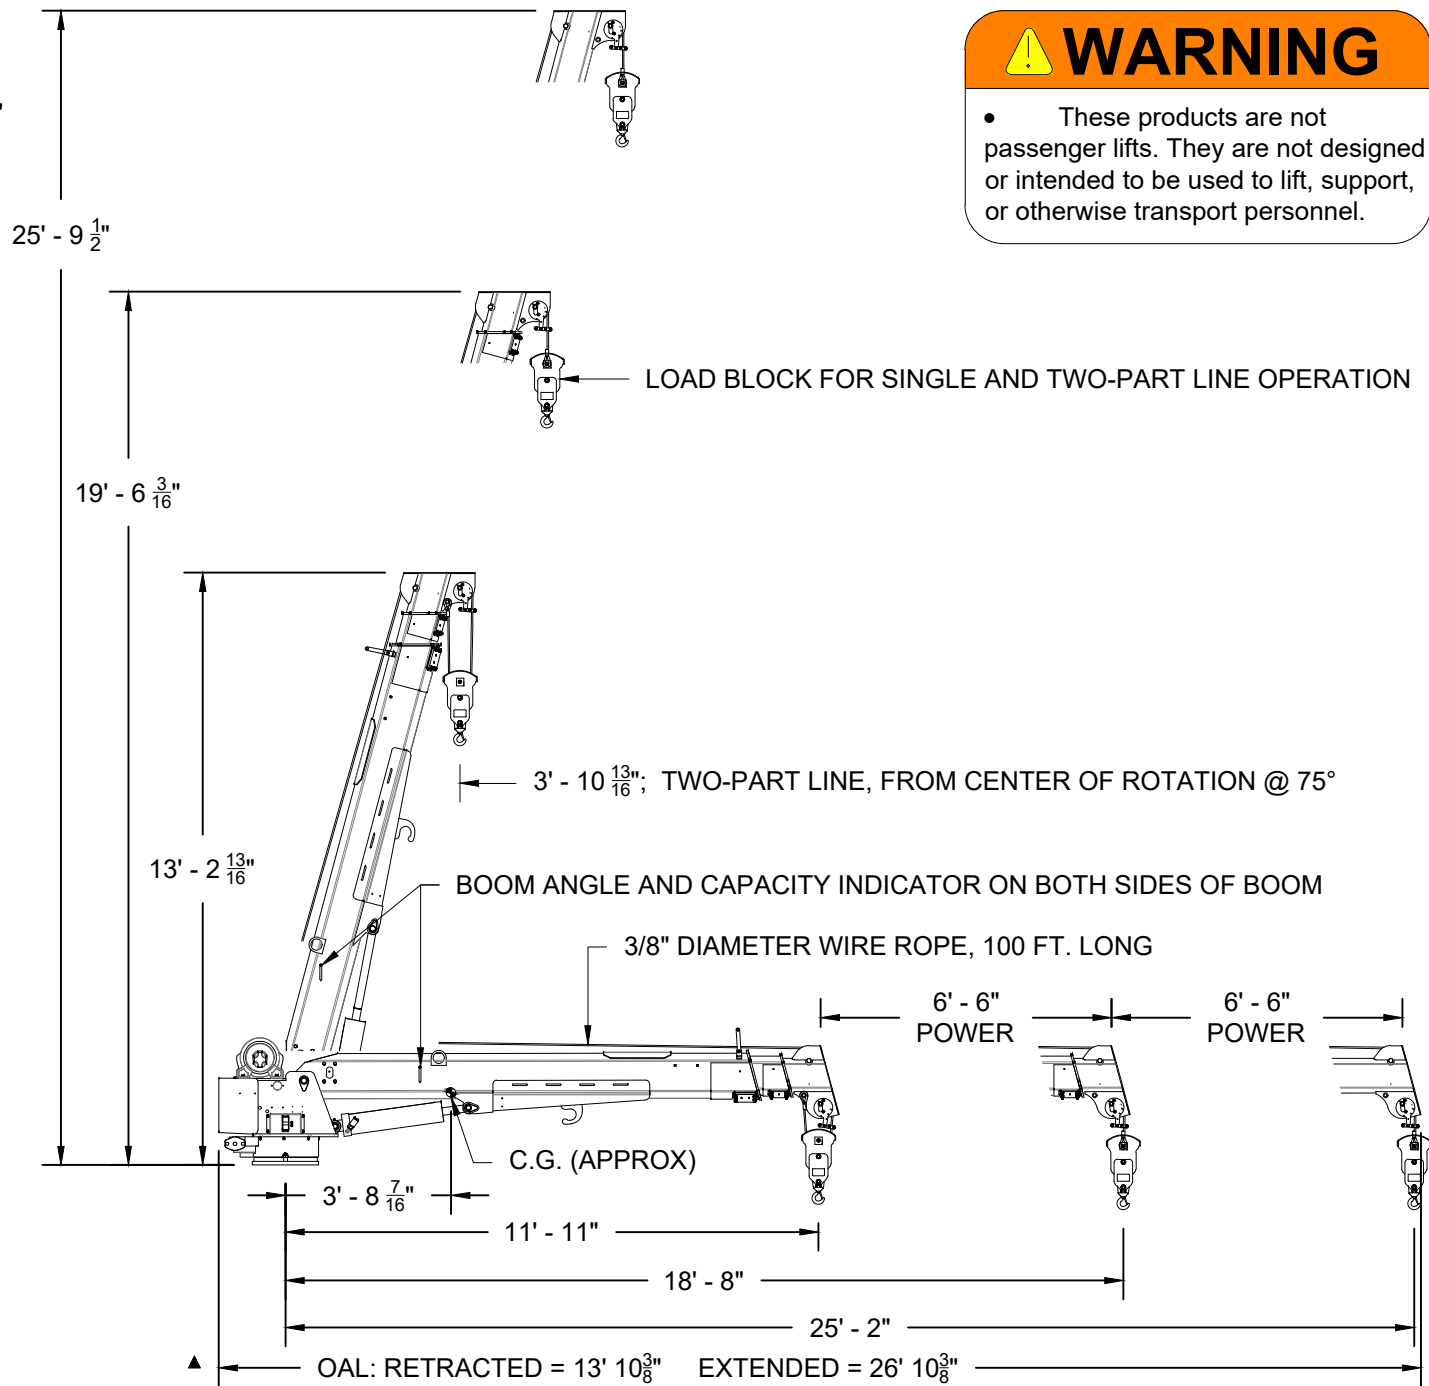 WARNING
• These products are not
passenger lifts. They are not designed
or intended to be used to lift, support,
or otherwise transport personnel.
"
25' - 9 1/2"
19' - 6 3/16"
LOAD BLOCK FOR SINGLE AND TWO-PART LINE OPERATION
3' - 10 13/16"; TWO-PART LINE, FROM CENTER OF ROTATION @ 75°
13' - 2 13/16"
BOOM ANGLE AND CAPACITY INDICATOR ON BOTH SIDES OF BOOM
3/8" DIAMETER WIRE ROPE, 100 FT. LONG
6' - 6"
POWER
6' - 6"
POWER
C.G. (APPROX)
3' - 8 7/16"
11' - 11"
18' - 8"
25' - 2"
▲ OAL: RETRACTED = 13' 10 3/8" EXTENDED = 26' 10 3/8"